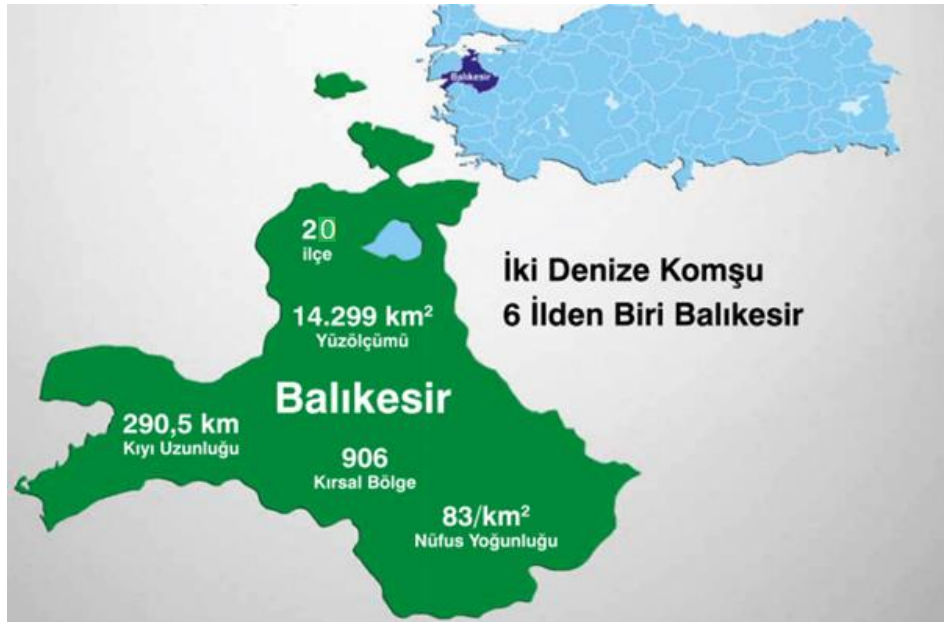 Balıkesir
20
ilçe
İki Denize Komşu
6 İlden Biri Balıkesir
14.299 km²
Yüzölçümü
Balıkesir
290,5 km
Kıyı Uzunluğu
906
Kırsal Bölge
83/km²
Nüfus Yoğunluğu